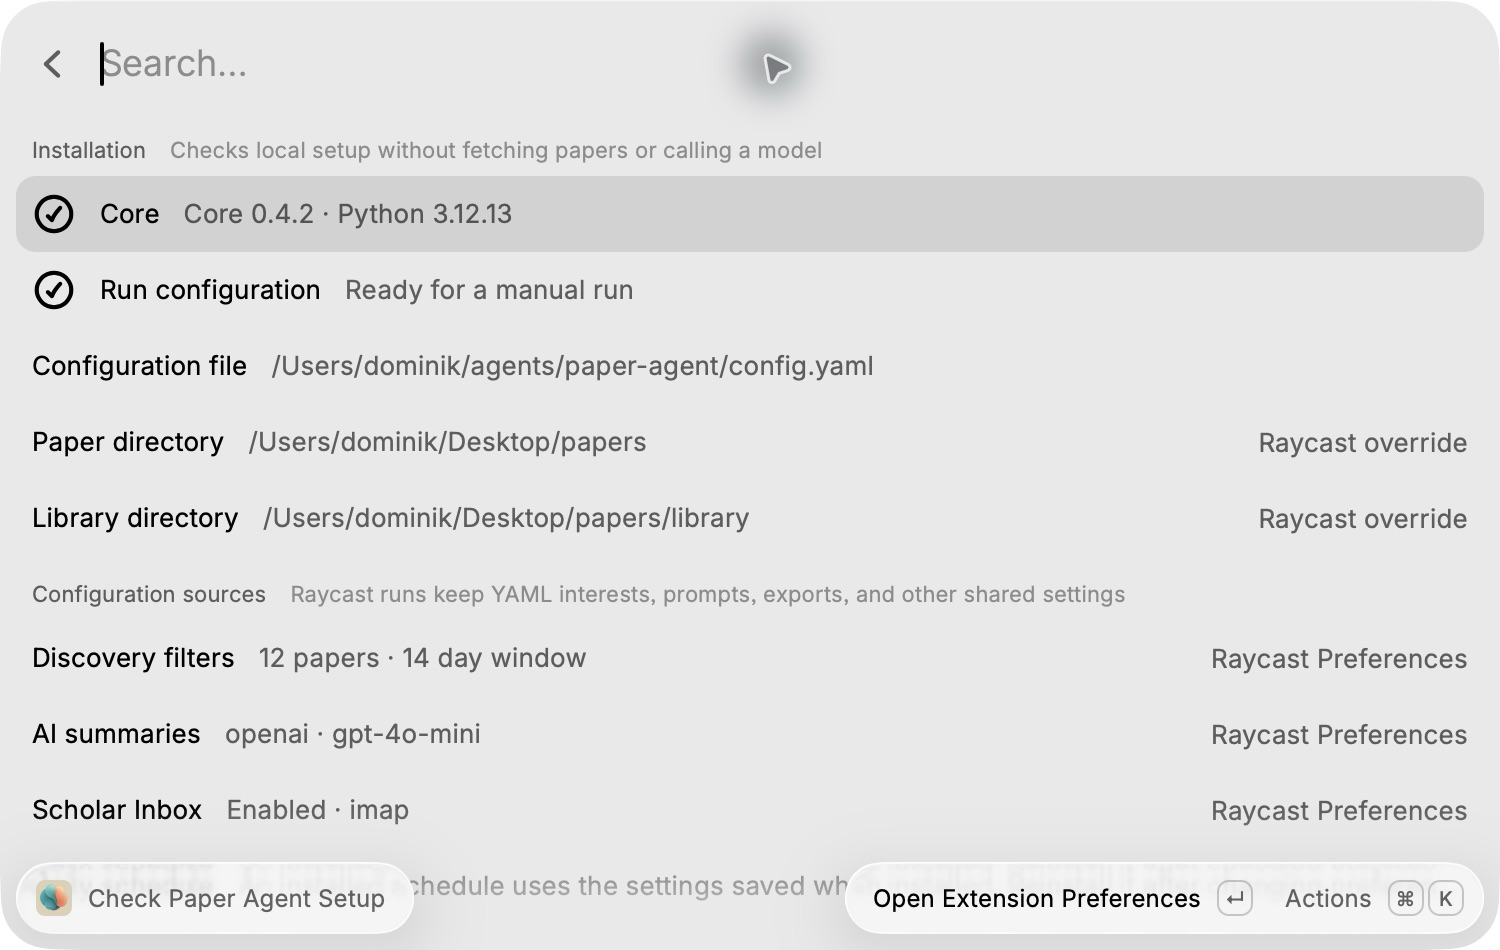 Search...
Installation Checks local setup without fetching papers or calling a model
Core Core 0.4.2 · Python 3.12.13
Run configuration Ready for a manual run
Configuration file /Users/dominik/agents/paper-agent/config.yaml
Paper directory /Users/dominik/Desktop/papers Raycast override
Library directory /Users/dominik/Desktop/papers/library Raycast override
Configuration sources Raycast runs keep YAML interests, prompts, exports, and other shared settings
Discovery filters 12 papers · 14 day window Raycast Preferences
AI summaries openai · gpt-4o-mini Raycast Preferences
Scholar Inbox Enabled · imap Raycast Preferences
schedule uses the settings saved
Check Paper Agent Setup Open Extension Preferences ↵ Actions ⌘ K